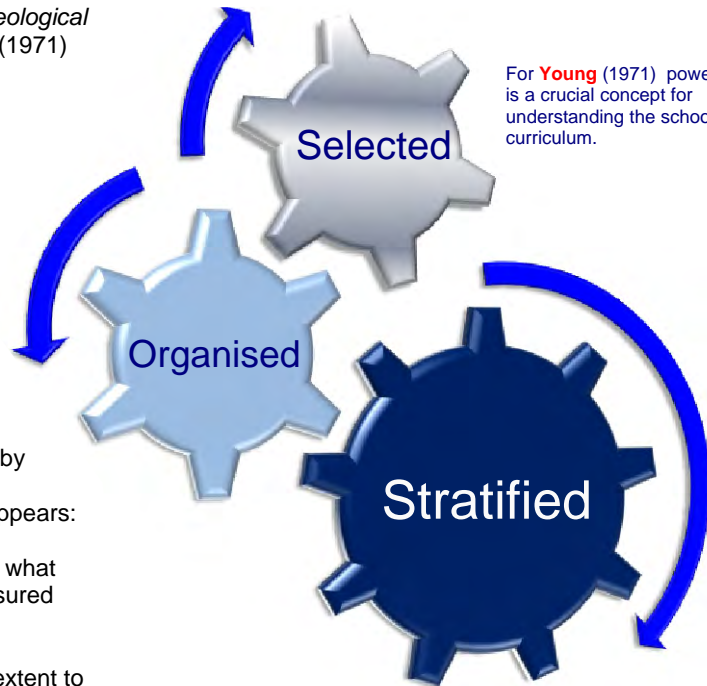 eological
(1971)
For Young (1971) powe
is a crucial concept for
understanding the schoo
curriculum.
Selected
Organised
Stratified
by
opears:
what
sured
extent to